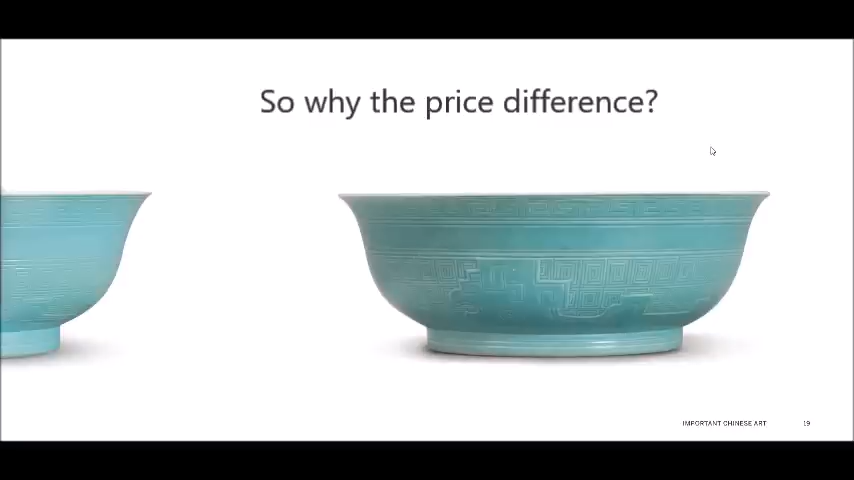 So why the price difference?
IMPORTANT CHINESE ART 19